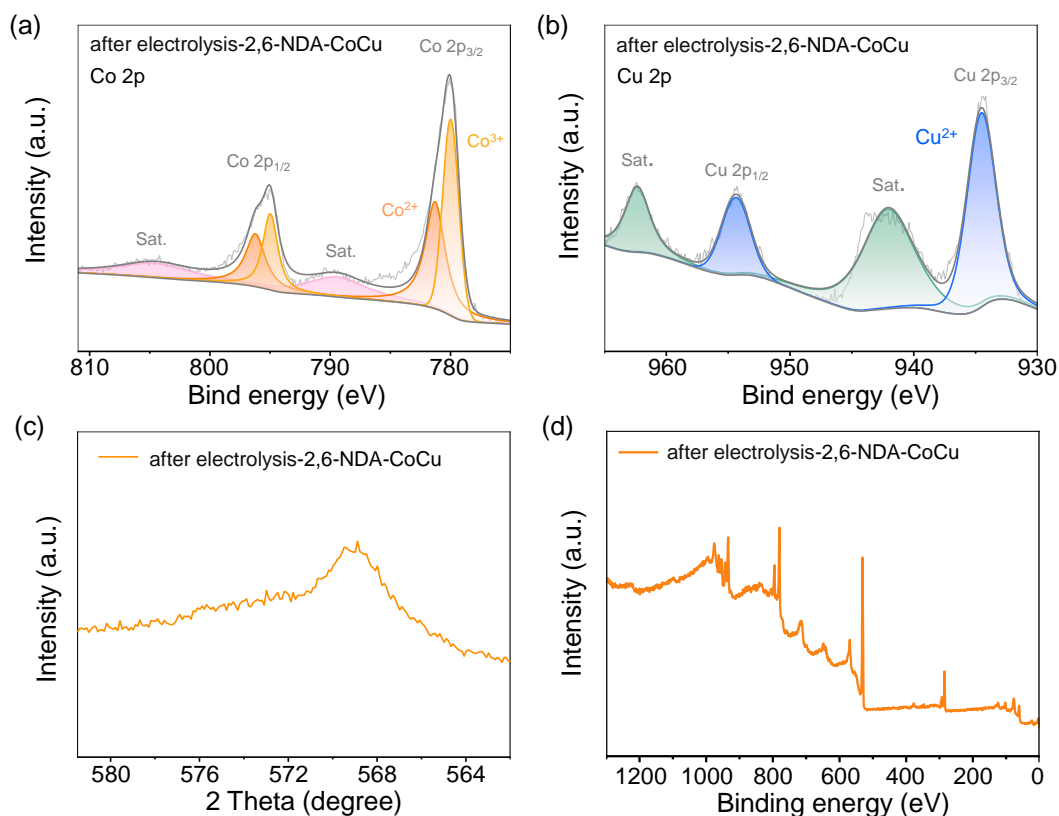 (a)
after electrolysis-2,6-NDA-CoCu
Co 2p
Co 2p3/2
Co3+
Co 2p1/2
Co2+
Sat.
Sat.
Intensity (a.u.)
810 800 790 780
Bind energy (eV)
(b)
after electrolysis-2,6-NDA-CoCu
Cu 2p
Cu 2p3/2
Cu2+
Sat.
Cu 2p1/2
Sat.
Intensity (a.u.)
960 950 940 930
Bind energy (eV)
(c)
after electrolysis-2,6-NDA-CoCu
Intensity (a.u.)
580 576 572 568 564
2 Theta (degree)
(d)
after electrolysis-2,6-NDA-CoCu
Intensity (a.u.)
1200 1000 800 600 400 200 0
Binding energy (eV)